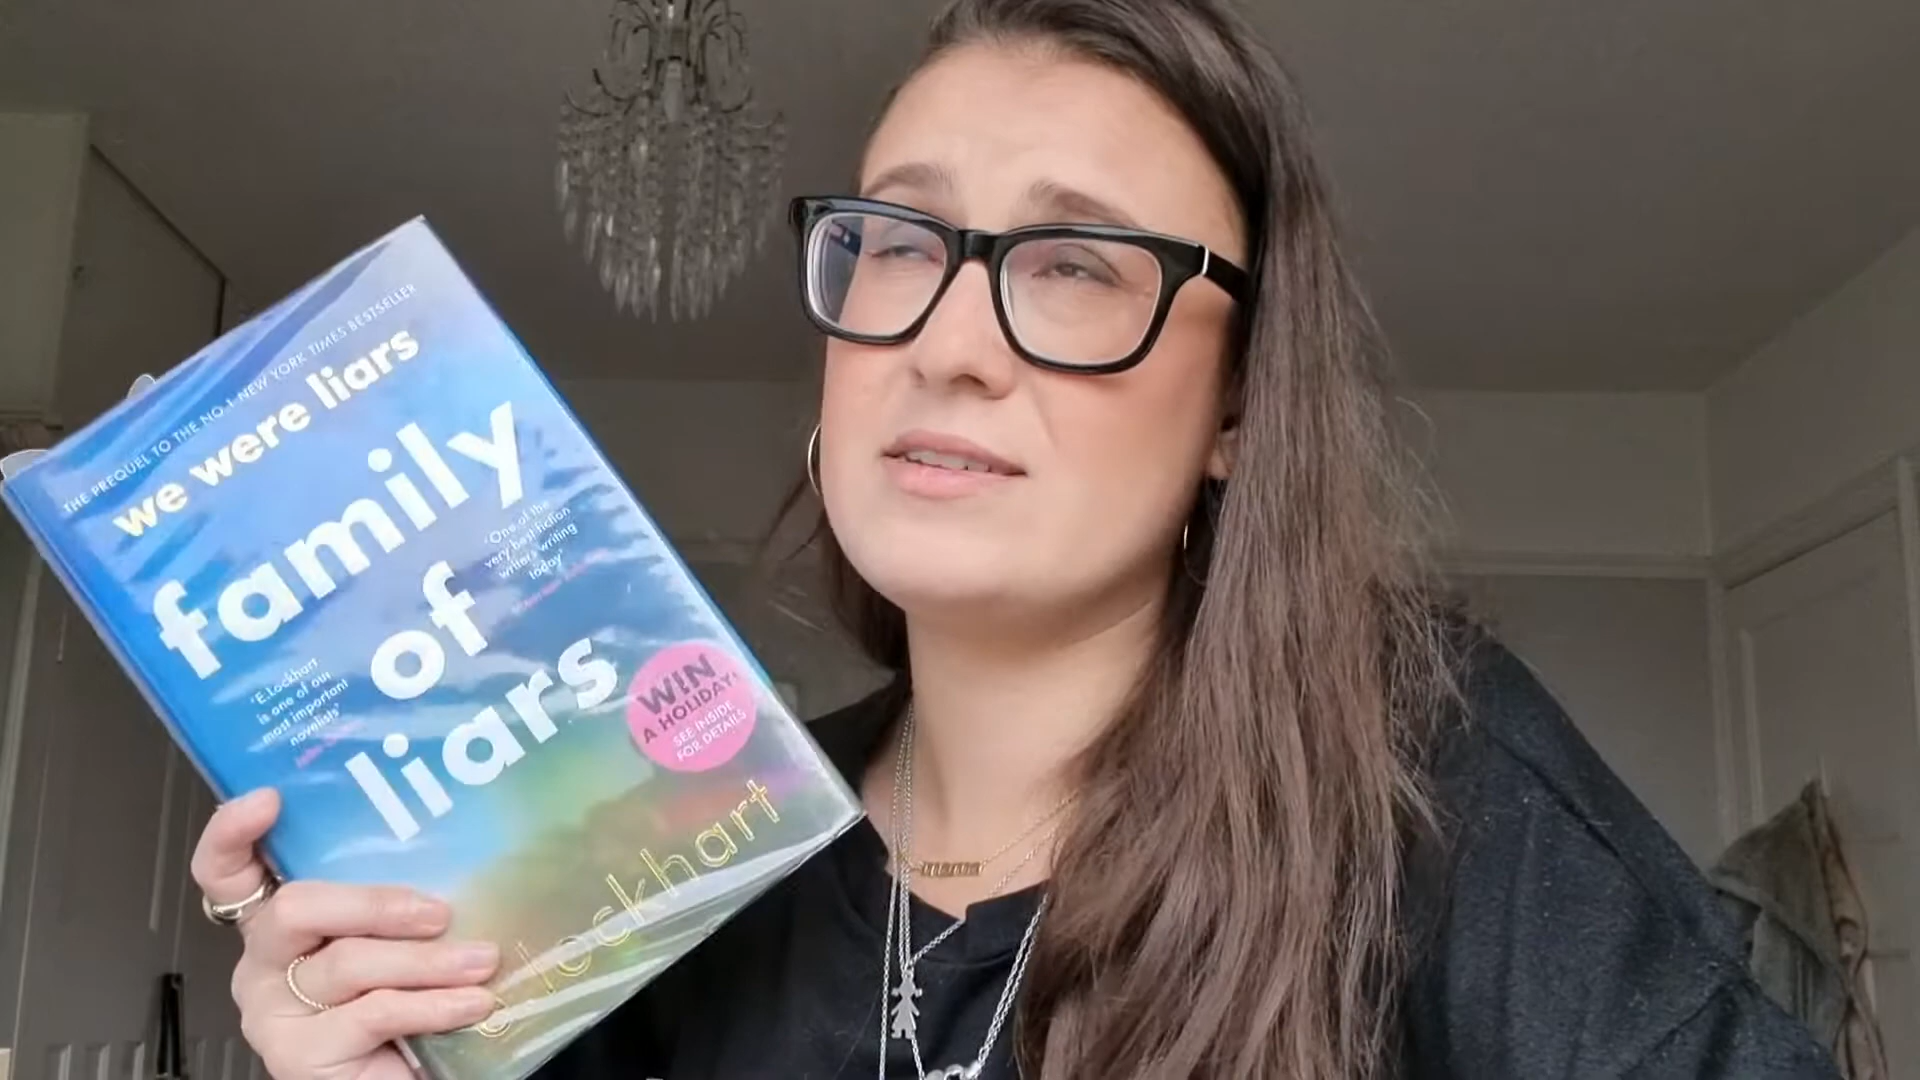 THE PREQUEL TO THE NO.1 NEW YORK TIMES BESTSELLER
we were liars
family
of
liars
'One of the
very best fiction
writers writing
today'
'E.Lockhart
is one of our
most important
novelists'
WIN
A HOLIDAY!
SEE INSIDE
FOR DETAILS
e.lockhart
mama